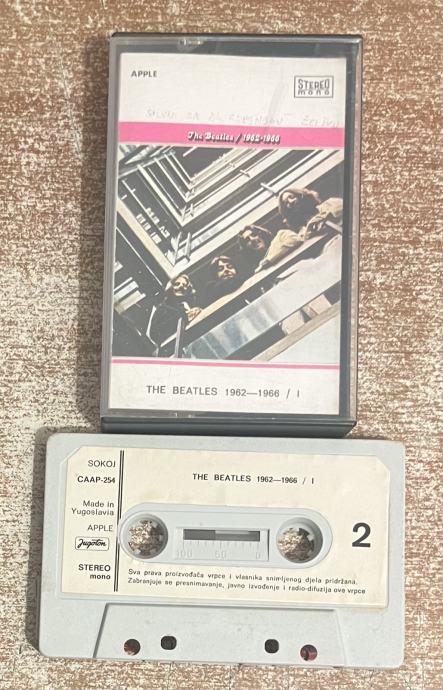 APPLE
STEREO
mono
The Beatles / 1962-1966
THE BEATLES 1962—1966 / I
SOKOJ
CAAP-254
THE BEATLES 1962—1966 / I
Made in
Yugoslavia
APPLE
Jugoton
STEREO
mono
2
100 50 0
Sva prava proizvođača vrpce i vlasnika snimljenog djela pridržana.
Zabranjuje se presnimavanje, javno izvođenje i radio-difuzija ove vrpce